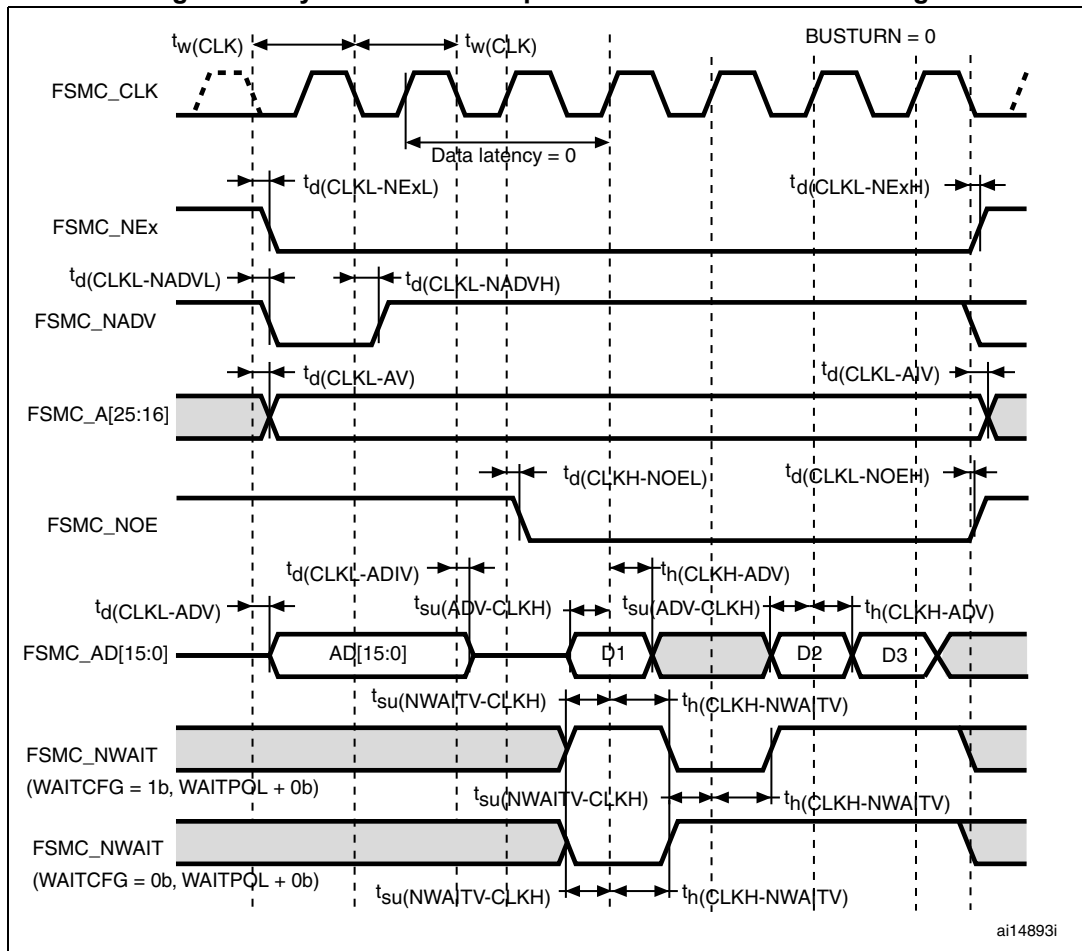 tw(CLK) tw(CLK) BUSTURN = 0
FSMC_CLK
Data latency = 0
td(CLKL-NExL) td(CLKL-NExH)
FSMC_NEx
td(CLKL-NADVL) td(CLKL-NADVH)
FSMC_NADV
td(CLKL-AV) td(CLKL-AIV)
FSMC_A[25:16]
td(CLKH-NOEL) td(CLKL-NOEH)
FSMC_NOE
td(CLKL-ADIV) th(CLKH-ADV)
td(CLKL-ADV) tsu(ADV-CLKH) tsu(ADV-CLKH) th(CLKH-ADV)
FSMC_AD[15:0] AD[15:0] D1 D2 D3
tsu(NWAITV-CLKH) th(CLKH-NWAITV)
FSMC_NWAIT
(WAITCFG = 1b, WAITPOL + 0b)
tsu(NWAITV-CLKH) th(CLKH-NWAITV)
FSMC_NWAIT
(WAITCFG = 0b, WAITPOL + 0b)
tsu(NWAITV-CLKH) th(CLKH-NWAITV)
ai14893i